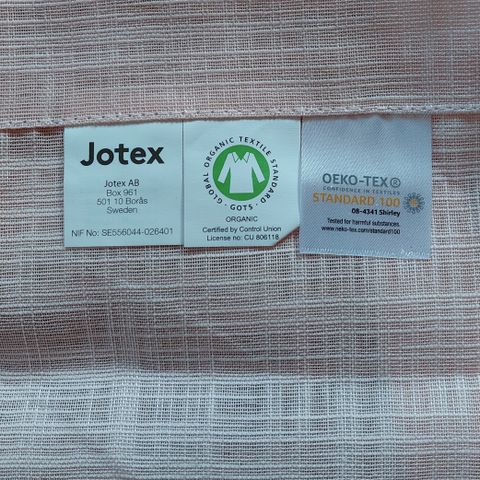 Jotex
Jotex AB
Box 961
501 10 Borås
Sweden
NIF No: SE556044-026401
GLOBAL ORGANIC TEXTILE STANDARD
· GOTS ·
ORGANIC
Certified by Control Union
License no: CU 806118
OEKO-TEX®
CONFIDENCE IN TEXTILES
STANDARD 100
08-4341 Shirley
Tested for harmful substances.
www.oeko-tex.com/standard100